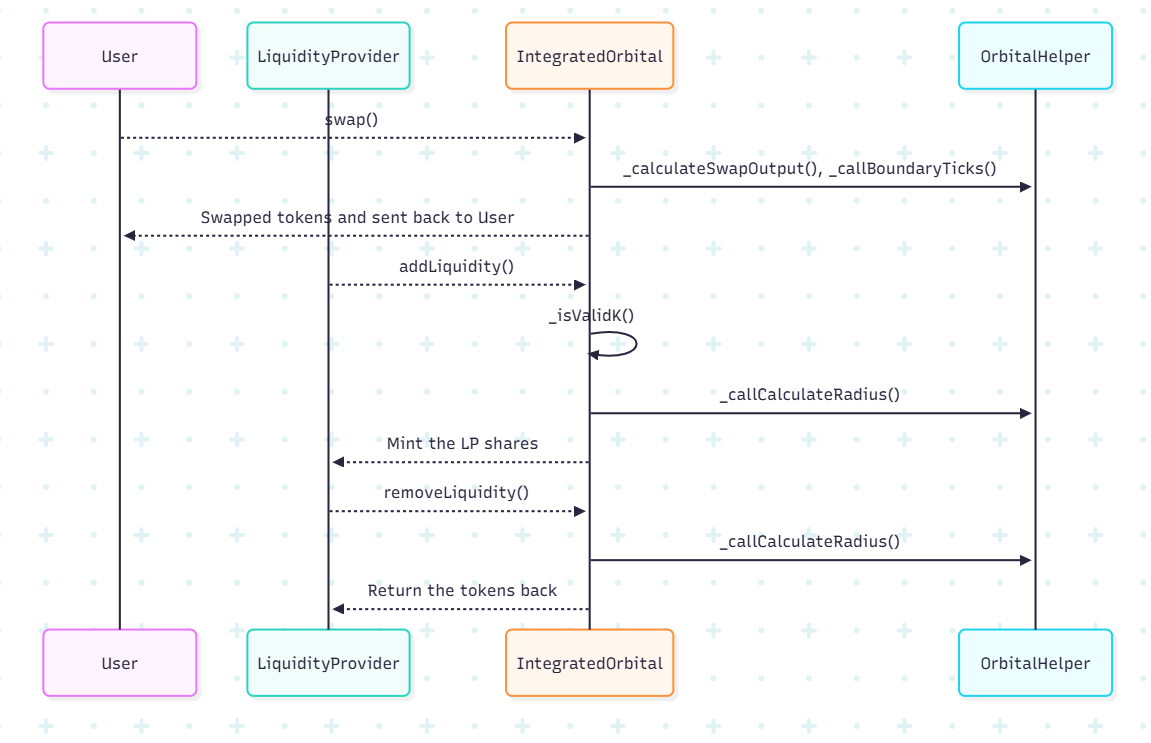 User
LiquidityProvider
IntegratedOrbital
OrbitalHelper
swap()
_calculateSwapOutput(), _callBoundaryTicks()
Swapped tokens and sent back to User
addLiquidity()
_isValidK()
_callCalculateRadius()
Mint the LP shares
removeLiquidity()
_callCalculateRadius()
Return the tokens back
User
LiquidityProvider
IntegratedOrbital
OrbitalHelper